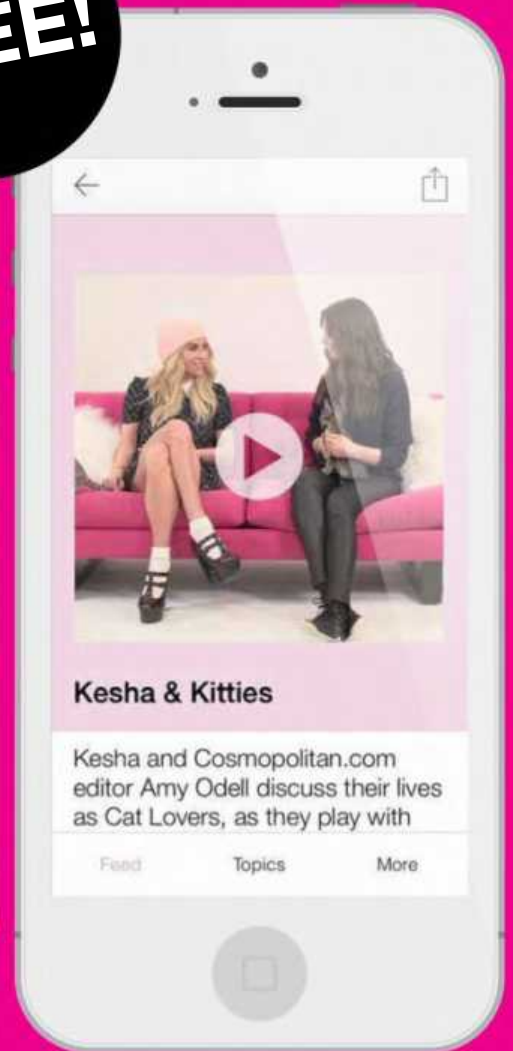 Kesha & Kitties
Kesha and Cosmopolitan.com
editor Amy Odell discuss their lives
as Cat Lovers, as they play with
Feed Topics More